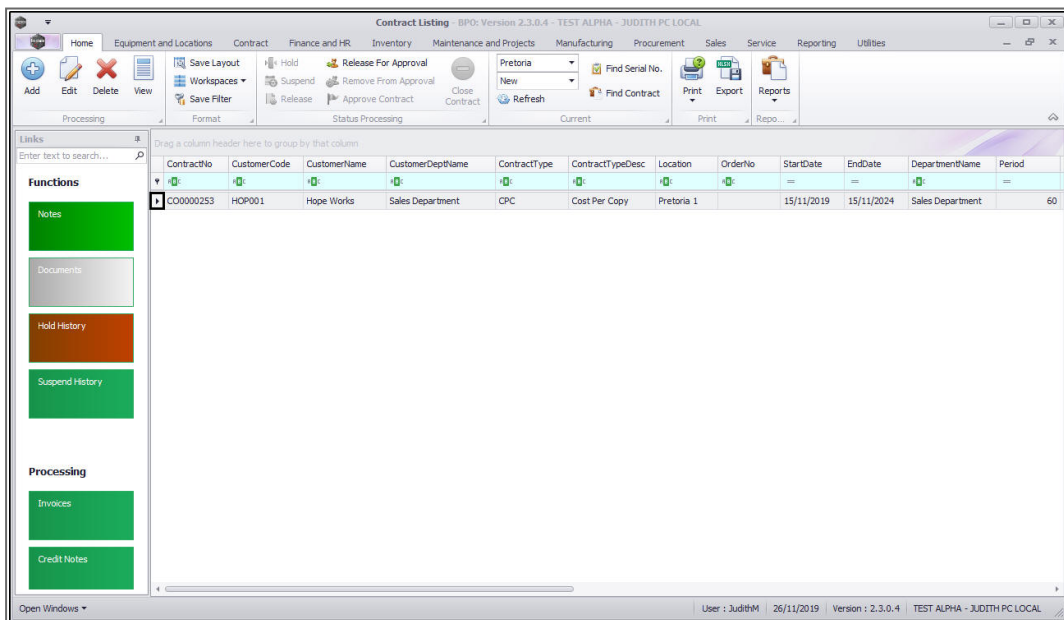 Contract Listing - BPO: Version 2.3.0.4 - TEST ALPHA - JUDITH PC LOCAL
Home Equipment and Locations Contract Finance and HR Inventory Maintenance and Projects Manufacturing Procurement Sales Service Reporting Utilities
Add Edit Delete View
Save Layout
Workspaces
Save Filter
Hold
Suspend
Release
Release For Approval
Remove From Approval
Approve Contract
Close
Contract
Pretoria
New
Refresh
Find Serial No.
Find Contract
Print Export Reports
Processing Format Status Processing Current Print Repo...
Links
Enter text to search...
Functions
Notes
Documents
Hold History
Suspend History
Processing
Invoices
Credit Notes
Drag a column header here to group by that column
ContractNo CustomerCode CustomerName CustomerDeptName ContractType ContractTypeDesc Location OrderNo StartDate EndDate DepartmentName Period
CO0000253 HOP001 Hope Works Sales Department CPC Cost Per Copy Pretoria 1 15/11/2019 15/11/2024 Sales Department 60
Open Windows User : JudithM 26/11/2019 Version : 2.3.0.4 TEST ALPHA - JUDITH PC LOCAL